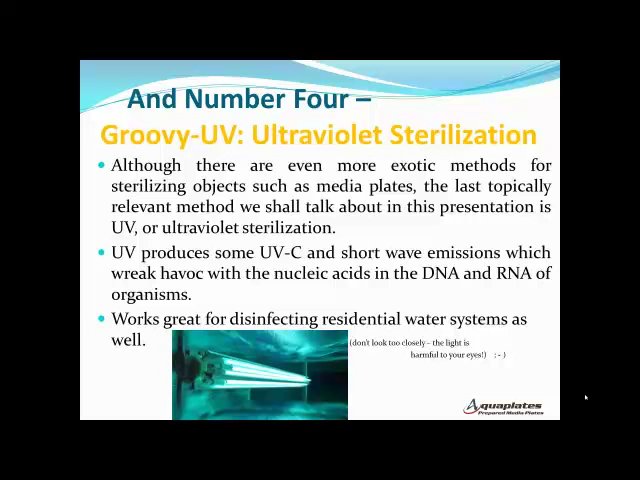 And Number Four –
Groovy-UV: Ultraviolet Sterilization
• Although there are even more exotic methods for
sterilizing objects such as media plates, the last topically
relevant method we shall talk about in this presentation is
UV, or ultraviolet sterilization.
• UV produces some UV-C and short wave emissions which
wreak havoc with the nucleic acids in the DNA and RNA of
organisms.
• Works great for disinfecting residential water systems as
well.
(don't look too closely – the light is
harmful to your eyes!) : - )
Aquaplates
Prepared Media Plates